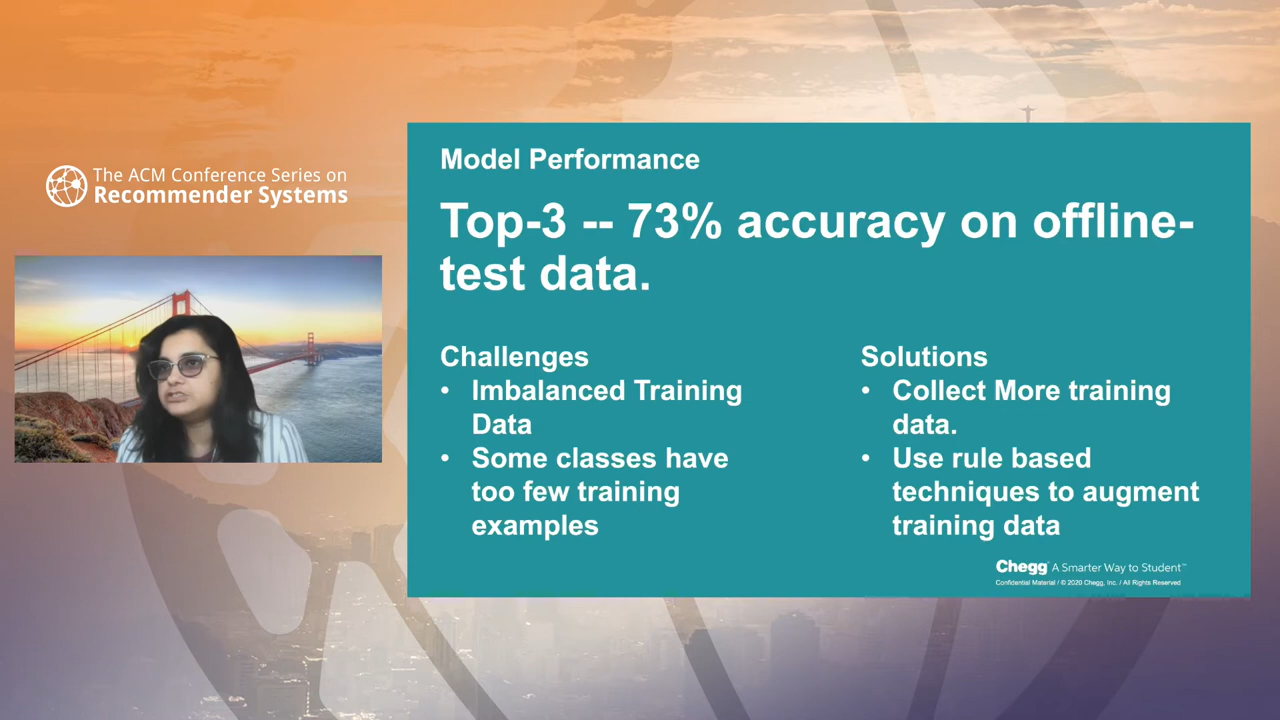 The ACM Conference Series on
Recommender Systems
Model Performance
Top-3 -- 73% accuracy on offline-
test data.
Challenges
• Imbalanced Training
Data
• Some classes have
too few training
examples
Solutions
• Collect More training
data.
• Use rule based
techniques to augment
training data
Chegg® A Smarter Way to Student™
Confidential Material / © 2020 Chegg, Inc. / All Rights Reserved